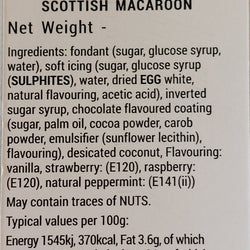 SCOTTISH MACAROON
Net Weight -
Ingredients: fondant (sugar, glucose syrup,
water), soft icing (sugar, glucose syrup
(SULPHITES), water, dried EGG white,
natural flavouring, acetic acid), inverted
sugar syrup, chocolate flavoured coating
(sugar, palm oil, cocoa powder, carob
powder, emulsifier (sunflower lecithin),
flavouring), desicated coconut, Flavouring:
vanilla, strawberry: (E120), raspberry:
(E120), natural peppermint: (E141(ii))
May contain traces of NUTS.
Typical values per 100g:
Energy 1545kj, 370kcal, Fat 3.6g, of which